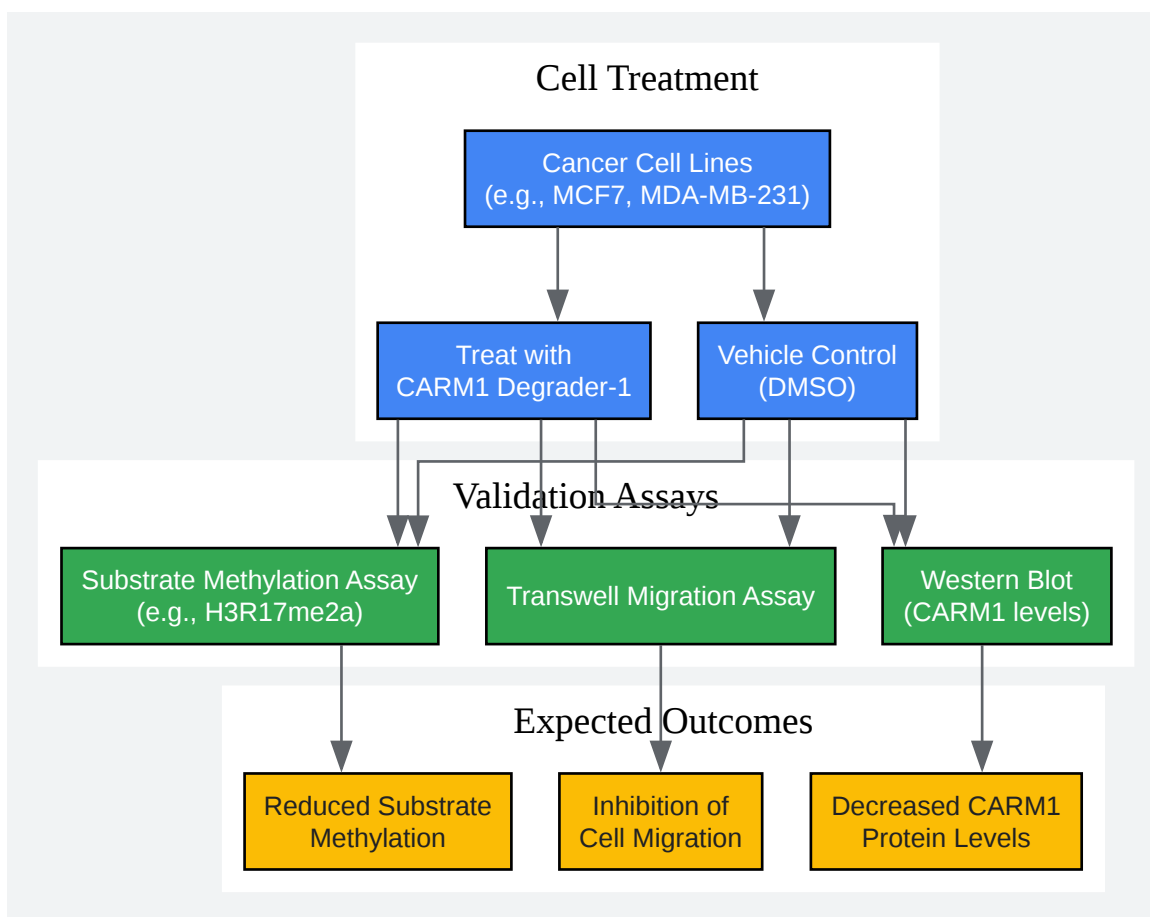 Cell Treatment
Cancer Cell Lines
(e.g., MCF7, MDA-MB-231)
Treat with
CARM1 Degrader-1
Vehicle Control
(DMSO)
Validation Assays
Substrate Methylation Assay
(e.g., H3R17me2a)
Transwell Migration Assay
Western Blot
(CARM1 levels)
Expected Outcomes
Reduced Substrate
Methylation
Inhibition of
Cell Migration
Decreased CARM1
Protein Levels